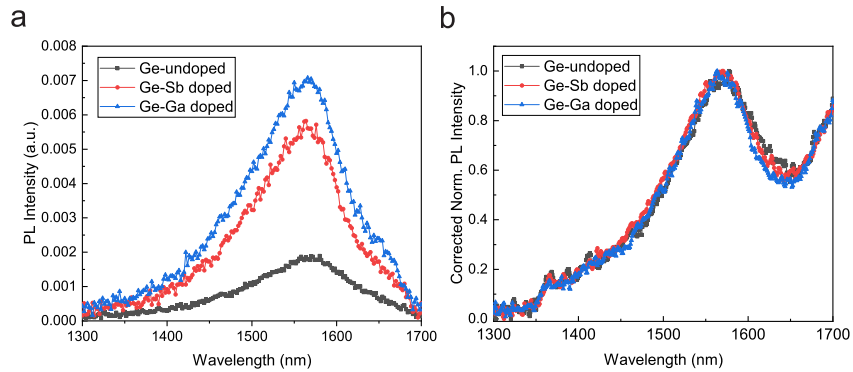 a
0.008
0.007
0.006
0.005
0.004
0.003
0.002
0.001
0.000
PL Intensity (a.u.)
Ge-undoped
Ge-Sb doped
Ge-Ga doped
1300 1400 1500 1600 1700
Wavelength (nm)
b
1.0
0.8
0.6
0.4
0.2
0.0
Corrected Norm. PL Intensity
Ge-undoped
Ge-Sb doped
Ge-Ga doped
1300 1400 1500 1600 1700
Wavelength (nm)